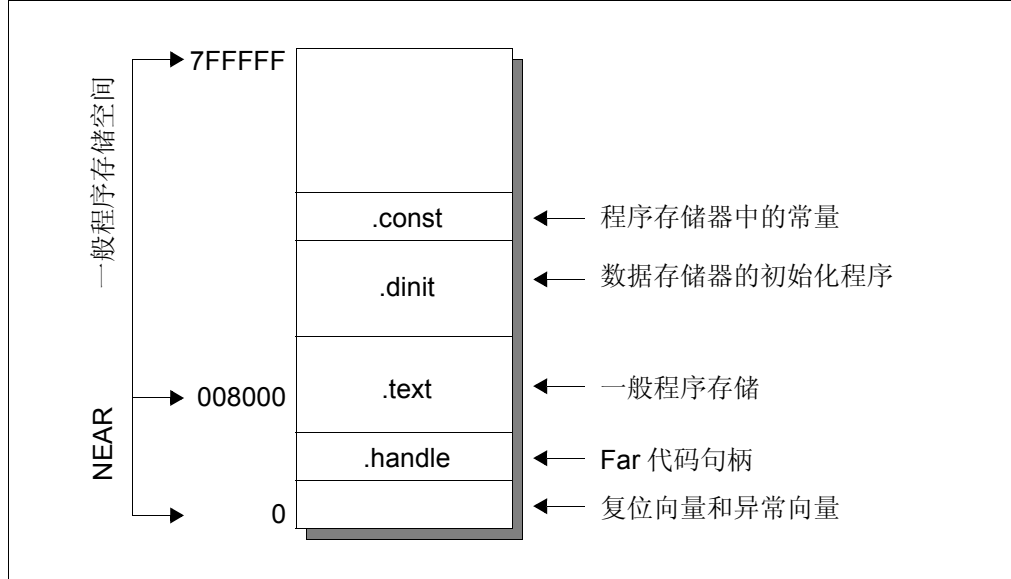 7FFFFF
一般程序存储空间
.const
程序存储器中的常量
.dinit
数据存储器的初始化程序
008000
.text
一般程序存储
NEAR
.handle
Far 代码句柄
0
复位向量和异常向量